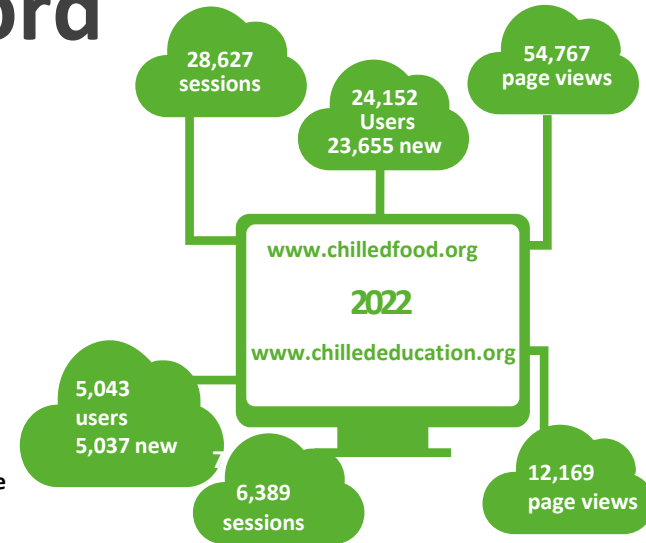 ord
28,627
sessions
24,152
Users
23,655 new
54,767
page views
www.chilledfood.org
2022
www.chillededucation.org
5,043
users
5,037 new
7
e
6,389
sessions
12,169
page views